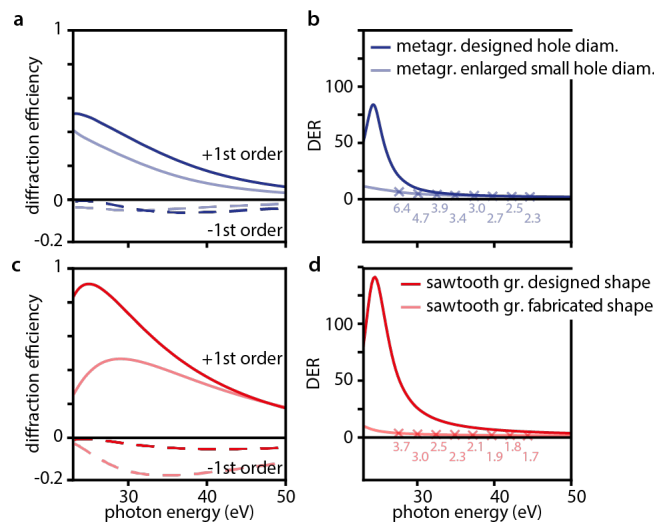 a
diffraction efficiency
1
0
-0.2
+1st order
-1st order
b
DER
150
100
50
0
metagr. designed hole diam.
metagr. enlarged small hole diam.
6.4
4.7
3.9
3.4
3.0
2.7
2.5
2.3
30
40
50
c
diffraction efficiency
1
0
-0.2
+1st order
-1st order
30
40
50
photon energy (eV)
d
DER
100
50
0
sawtooth gr. designed shape
sawtooth gr. fabricated shape
3.7
3.0
2.5
2.3
2.1
1.9
1.8
1.7
30
40
50
photon energy (eV)